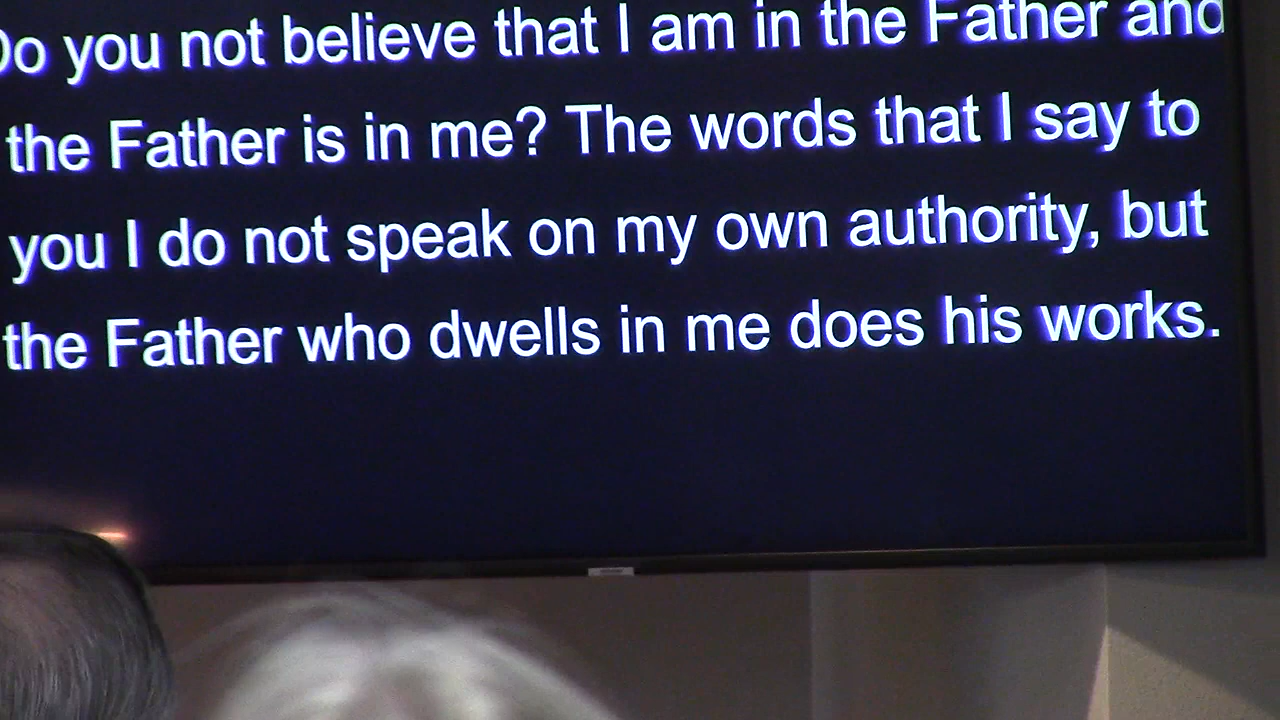 Do you not believe that I am in the Father and
the Father is in me? The words that I say to
you I do not speak on my own authority, but
the Father who dwells in me does his works.